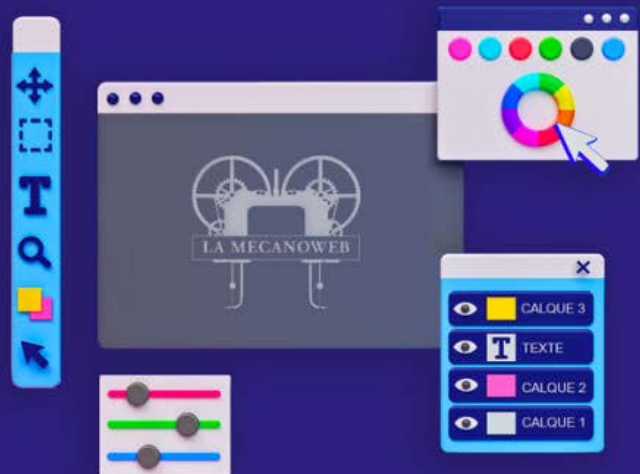 T
LA MECANOWEB
CALQUE 3
T TEXTE
CALQUE 2
CALQUE 1